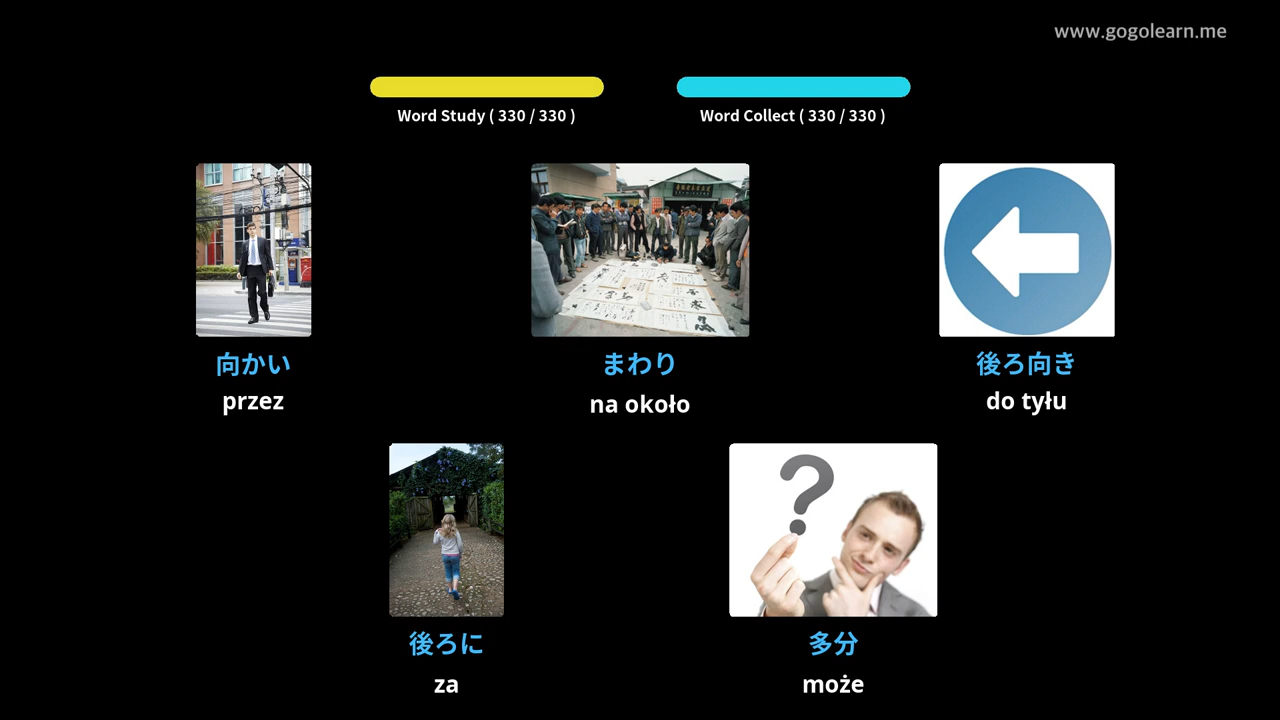 www.gogolearn.me
Word Study ( 330 / 330 )
Word Collect ( 330 / 330 )
向かい
przez
まわり
na około
後ろ向き
do tyłu
後ろに
za
多分
może